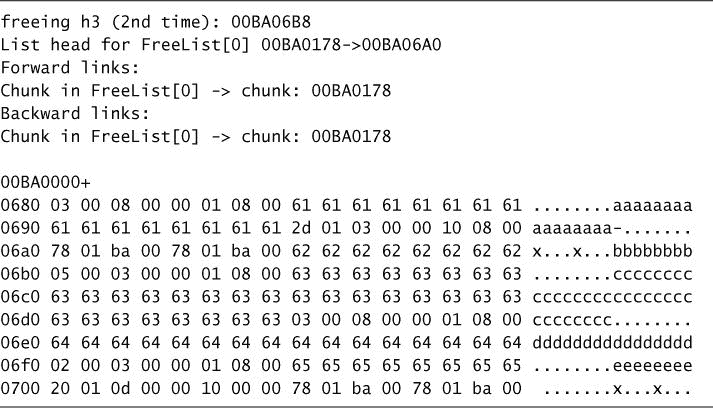 freeing h3 (2nd time): 00BA06B8
List head for FreeList[0] 00BA0178->00BA06A0
Forward links:
Chunk in FreeList[0] -> chunk: 00BA0178
Backward links:
Chunk in FreeList[0] -> chunk: 00BA0178
00BA0000+
0680 03 00 08 00 00 01 08 00 61 61 61 61 61 61 61 61 ........aaaaaaaa
0690 61 61 61 61 61 61 61 61 2d 01 03 00 00 10 08 00 aaaaaaaa-.......
06a0 78 01 ba 00 78 01 ba 00 62 62 62 62 62 62 62 62 x...x...bbbbbbbb
06b0 05 00 03 00 00 01 08 00 63 63 63 63 63 63 63 63 ........cccccccc
06c0 63 63 63 63 63 63 63 63 63 63 63 63 63 63 63 63 cccccccccccccccc
06d0 63 63 63 63 63 63 63 63 03 00 08 00 00 01 08 00 cccccccc........
06e0 64 64 64 64 64 64 64 64 64 64 64 64 64 64 64 64 dddddddddddddddd
06f0 02 00 03 00 00 01 08 00 65 65 65 65 65 65 65 65 ........eeeeeeee
0700 20 01 0d 00 00 10 00 00 78 01 ba 00 78 01 ba 00  .......x...x...